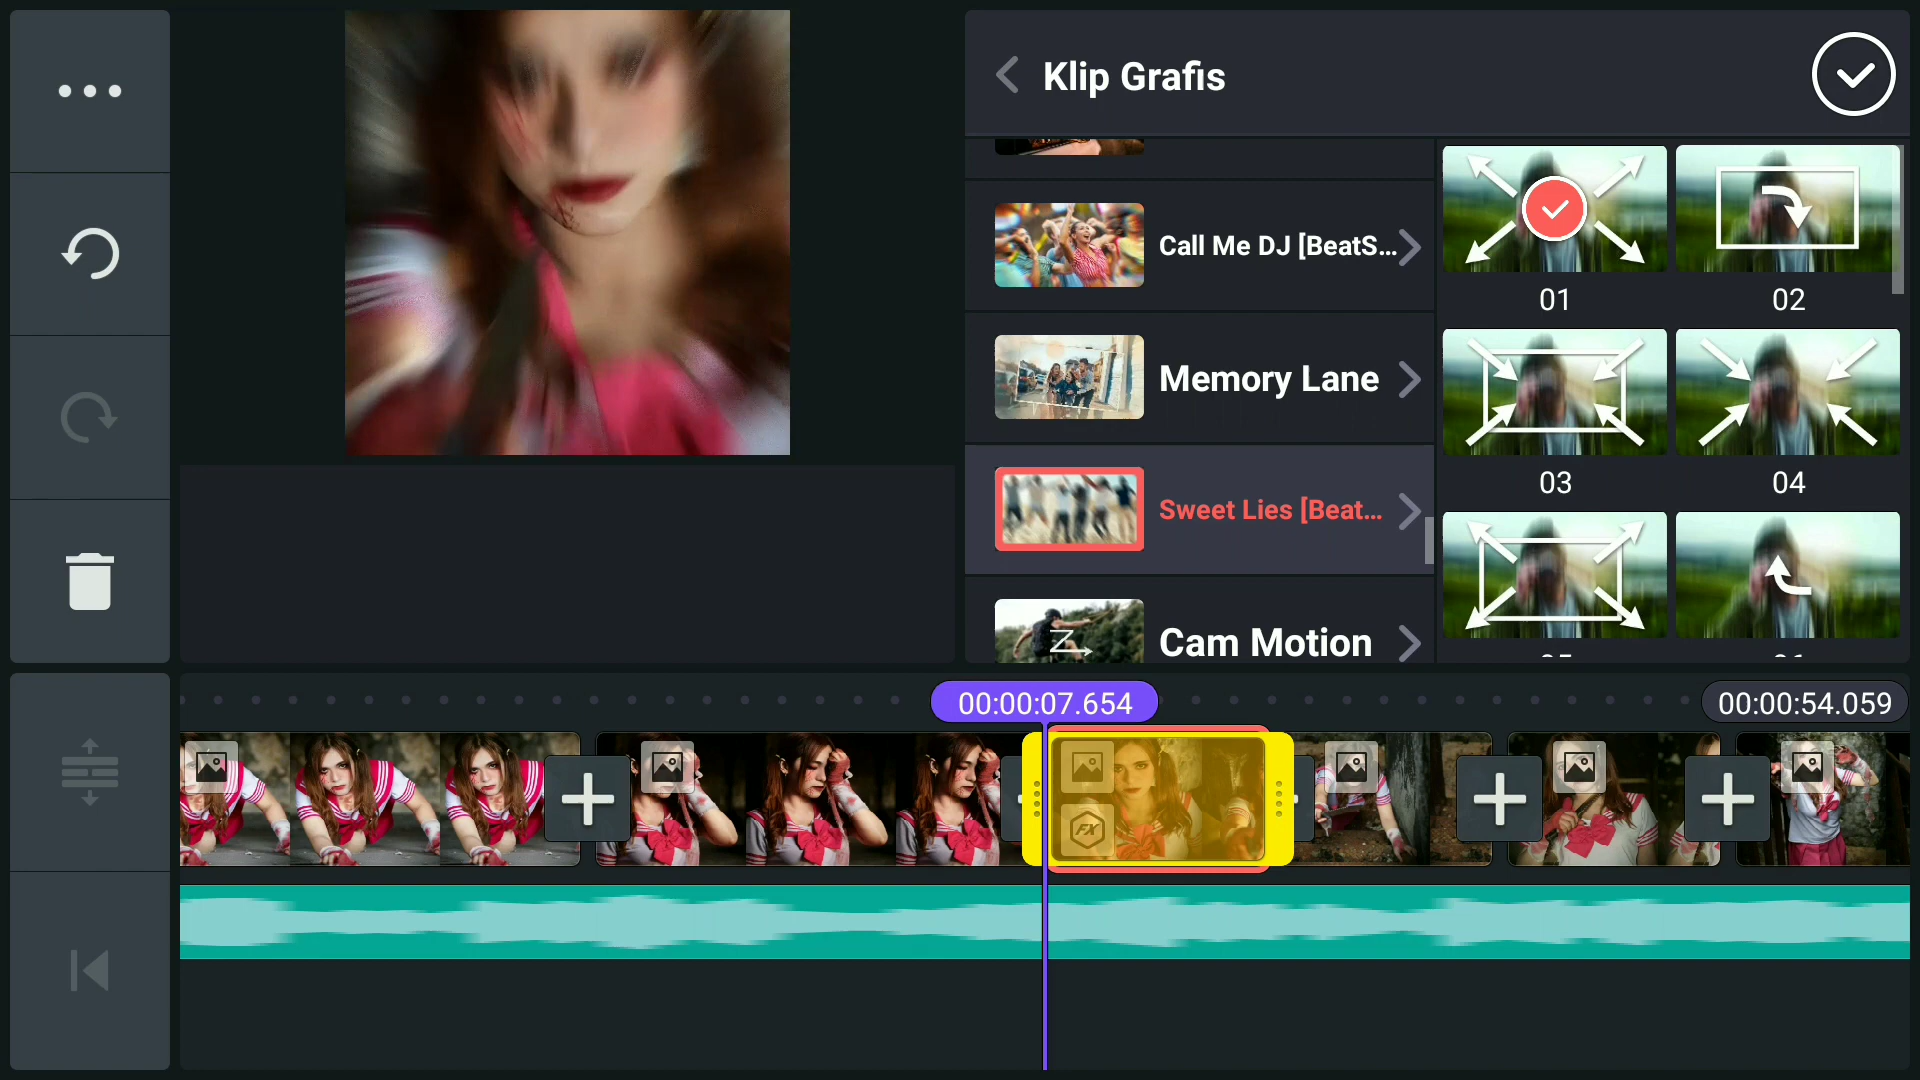 Klip Grafis
Call Me DJ [BeatS...
Memory Lane
Sweet Lies [Beat...
Cam Motion
01
02
03
04
00:00:07.654
00:00:54.059
FX